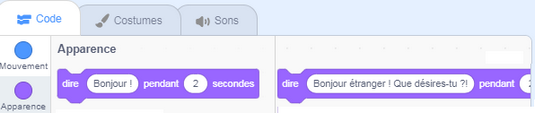 Code Costumes Sons
Apparence
Mouvement
dire Bonjour ! pendant 2 secondes
dire Bonjour étranger ! Que désires-tu ?! pendant
Apparence